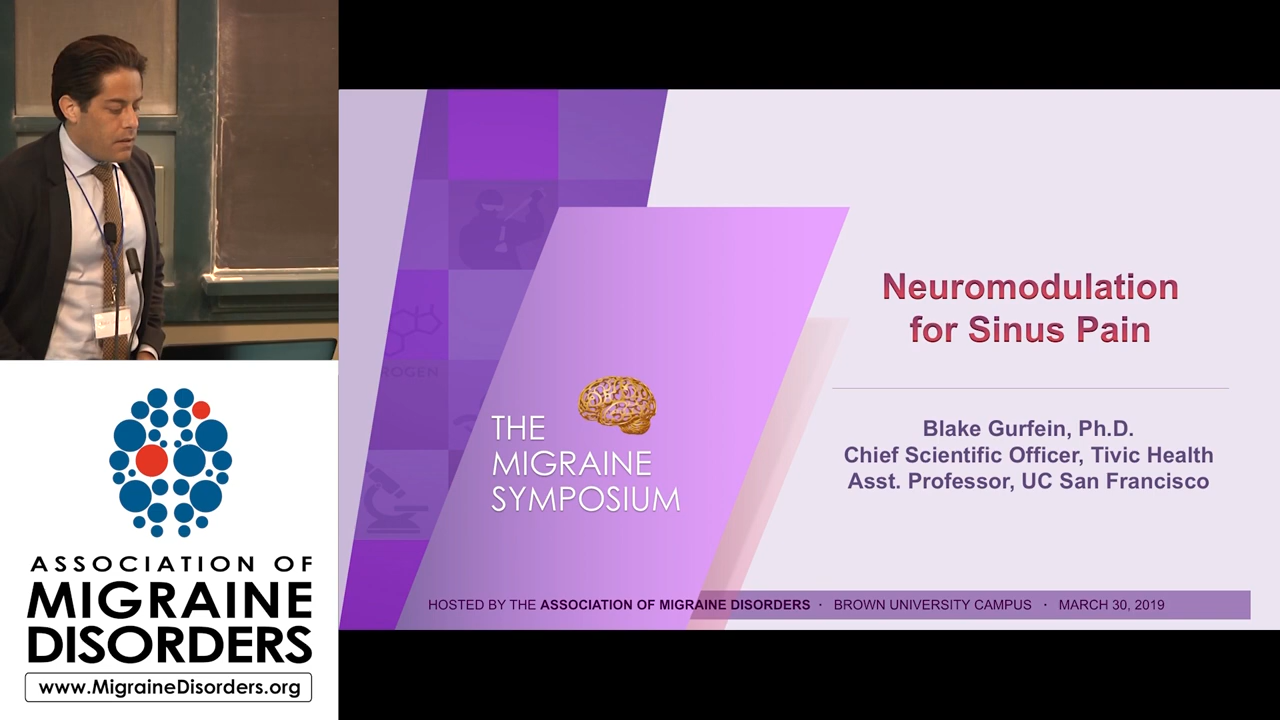 Neuromodulation
for Sinus Pain
Blake Gurfein, Ph.D.
Chief Scientific Officer, Tivic Health
Asst. Professor, UC San Francisco
THE
MIGRAINE
SYMPOSIUM
ROGEN
HOSTED BY THE ASSOCIATION OF MIGRAINE DISORDERS · BROWN UNIVERSITY CAMPUS · MARCH 30, 2019
ASSOCIATION OF
MIGRAINE
DISORDERS
www.MigraineDisorders.org